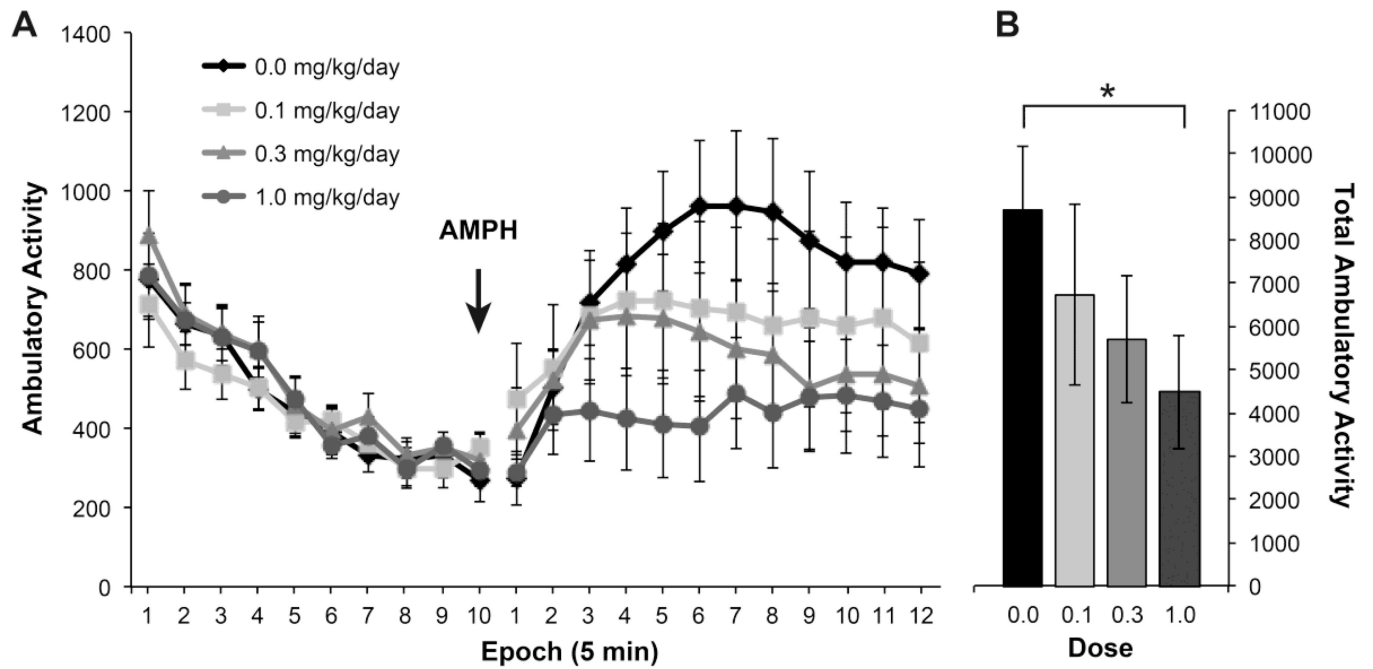 A
B
1400
1200
1000
800
600
400
200
0
Ambulatory Activity
0.0 mg/kg/day
0.1 mg/kg/day
0.3 mg/kg/day
1.0 mg/kg/day
AMPH
1 2 3 4 5 6 7 8 9 10 1 2 3 4 5 6 7 8 9 10 11 12
Epoch (5 min)
*
11000
10000
9000
8000
7000
6000
5000
4000
3000
2000
1000
0
Total Ambulatory Activity
0.0 0.1 0.3 1.0
Dose